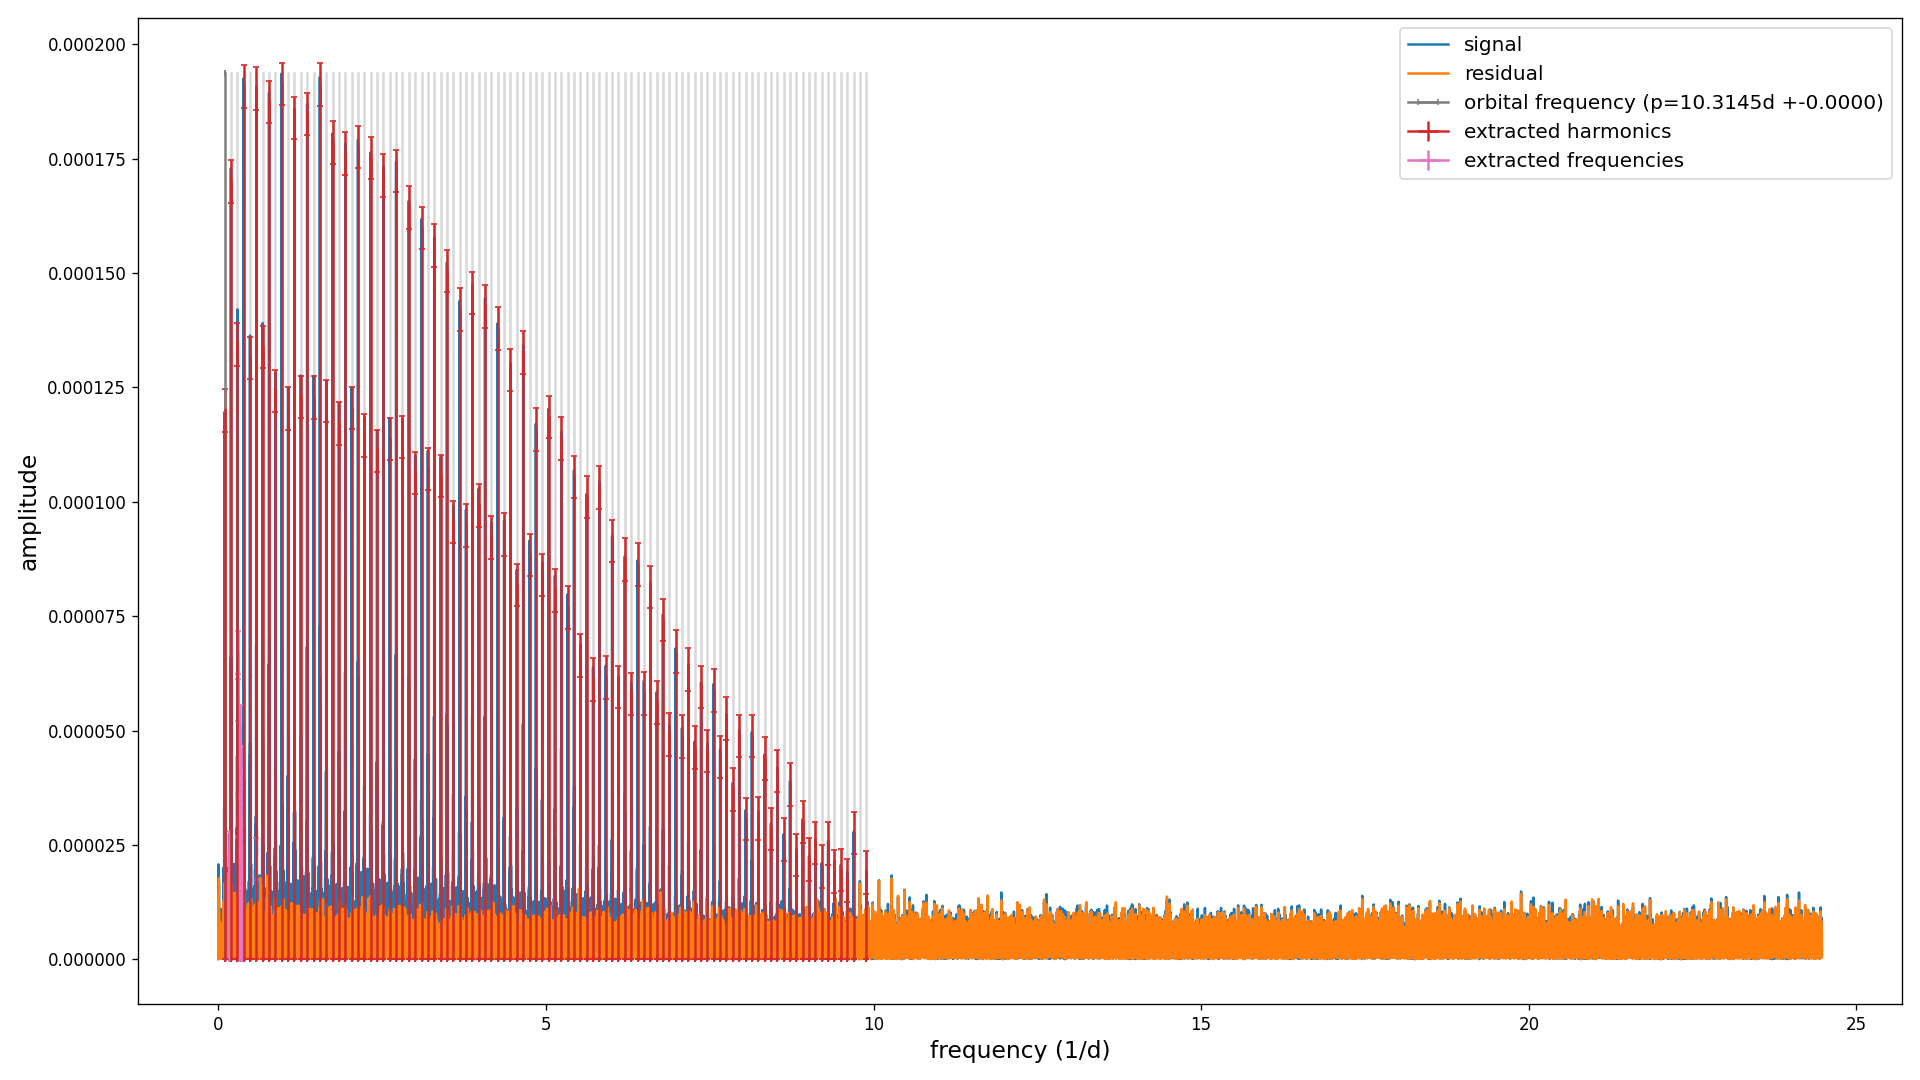 0.000200
0.000175
0.000150
0.000125
0.000100
0.000075
0.000050
0.000025
0.000000
amplitude
0
5
10
15
20
25
frequency (1/d)
signal
residual
orbital frequency (p=10.3145d +-0.0000)
extracted harmonics
extracted frequencies